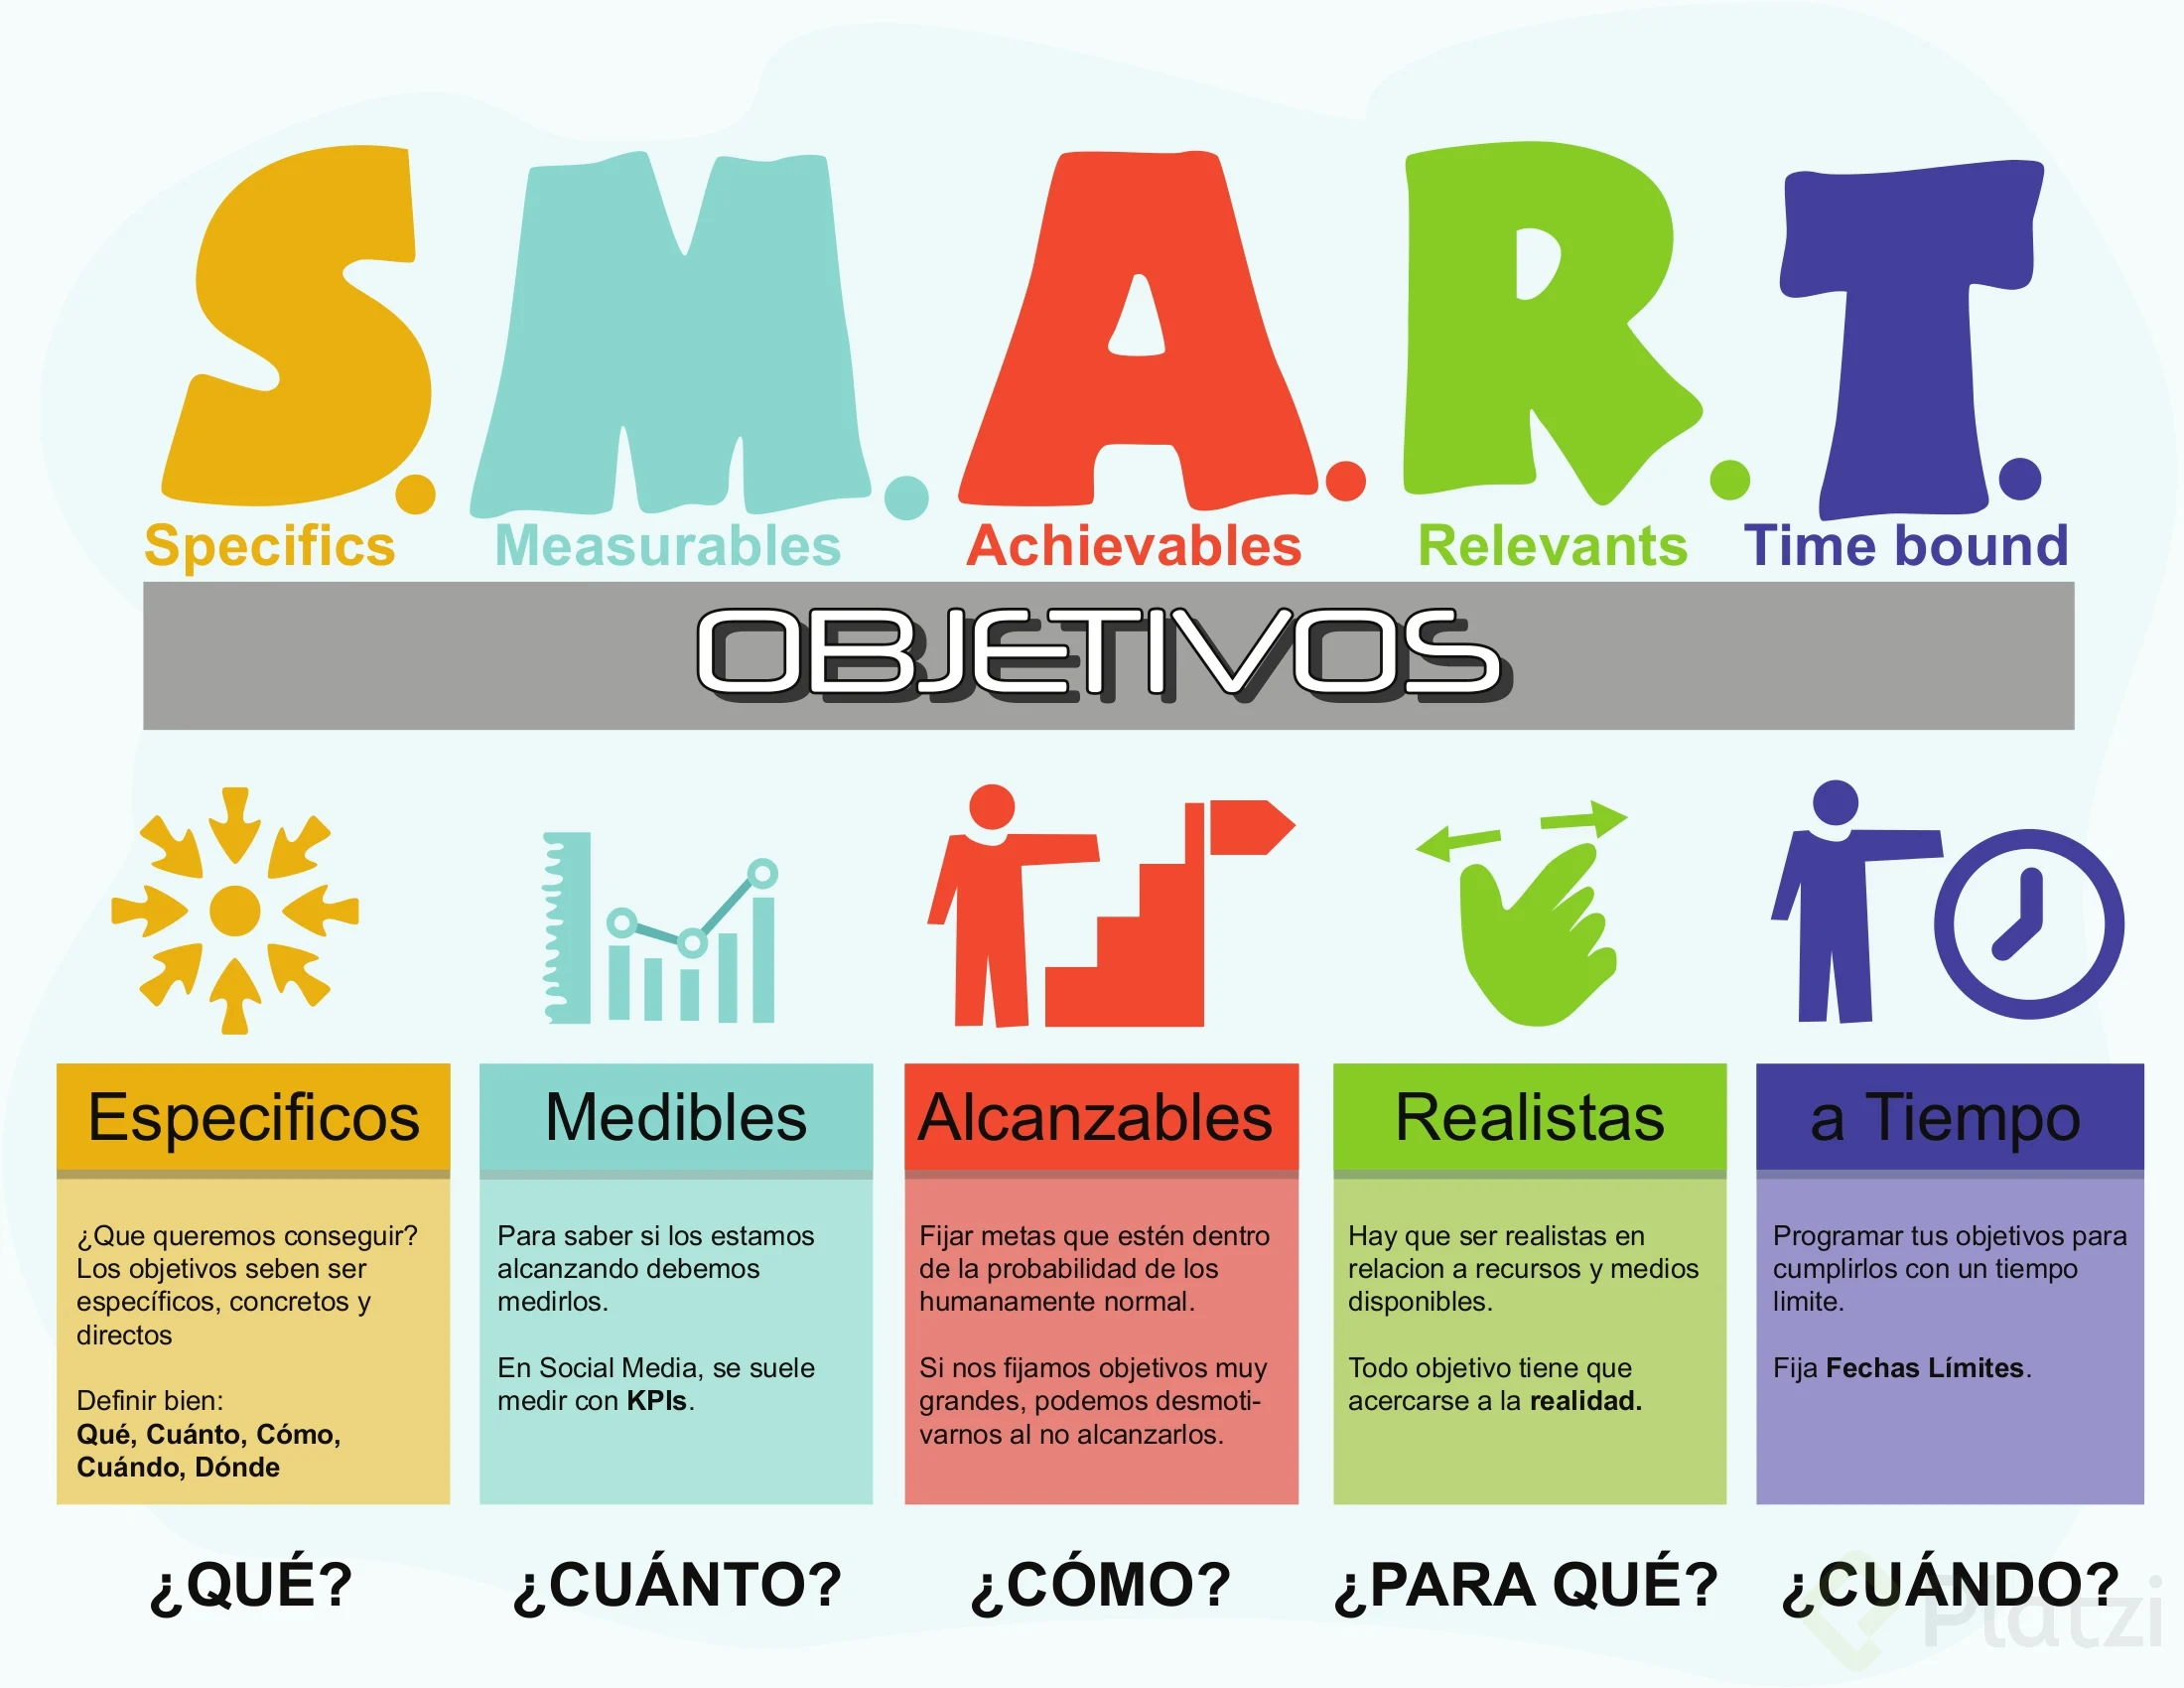 S.M.A.R.T.
Specifics Measurables Achievables Relevants Time bound
OBJETIVOS
Especificos
¿Que queremos conseguir?
Los objetivos seben ser
específicos, concretos y
directos
Definir bien:
Qué, Cuánto, Cómo,
Cuándo, Dónde
¿QUÉ?
Medibles
Para saber si los estamos
alcanzando debemos
medirlos.
En Social Media, se suele
medir con KPIs.
¿CUÁNTO?
Alcanzables
Fijar metas que estén dentro
de la probabilidad de los
humanamente normal.
Si nos fijamos objetivos muy
grandes, podemos desmoti-
varnos al no alcanzarlos.
¿CÓMO?
Realistas
Hay que ser realistas en
relacion a recursos y medios
disponibles.
Todo objetivo tiene que
acercarse a la realidad.
¿PARA QUÉ?
a Tiempo
Programar tus objetivos para
cumplirlos con un tiempo
limite.
Fija Fechas Límites.
¿CUÁNDO?
Platzi